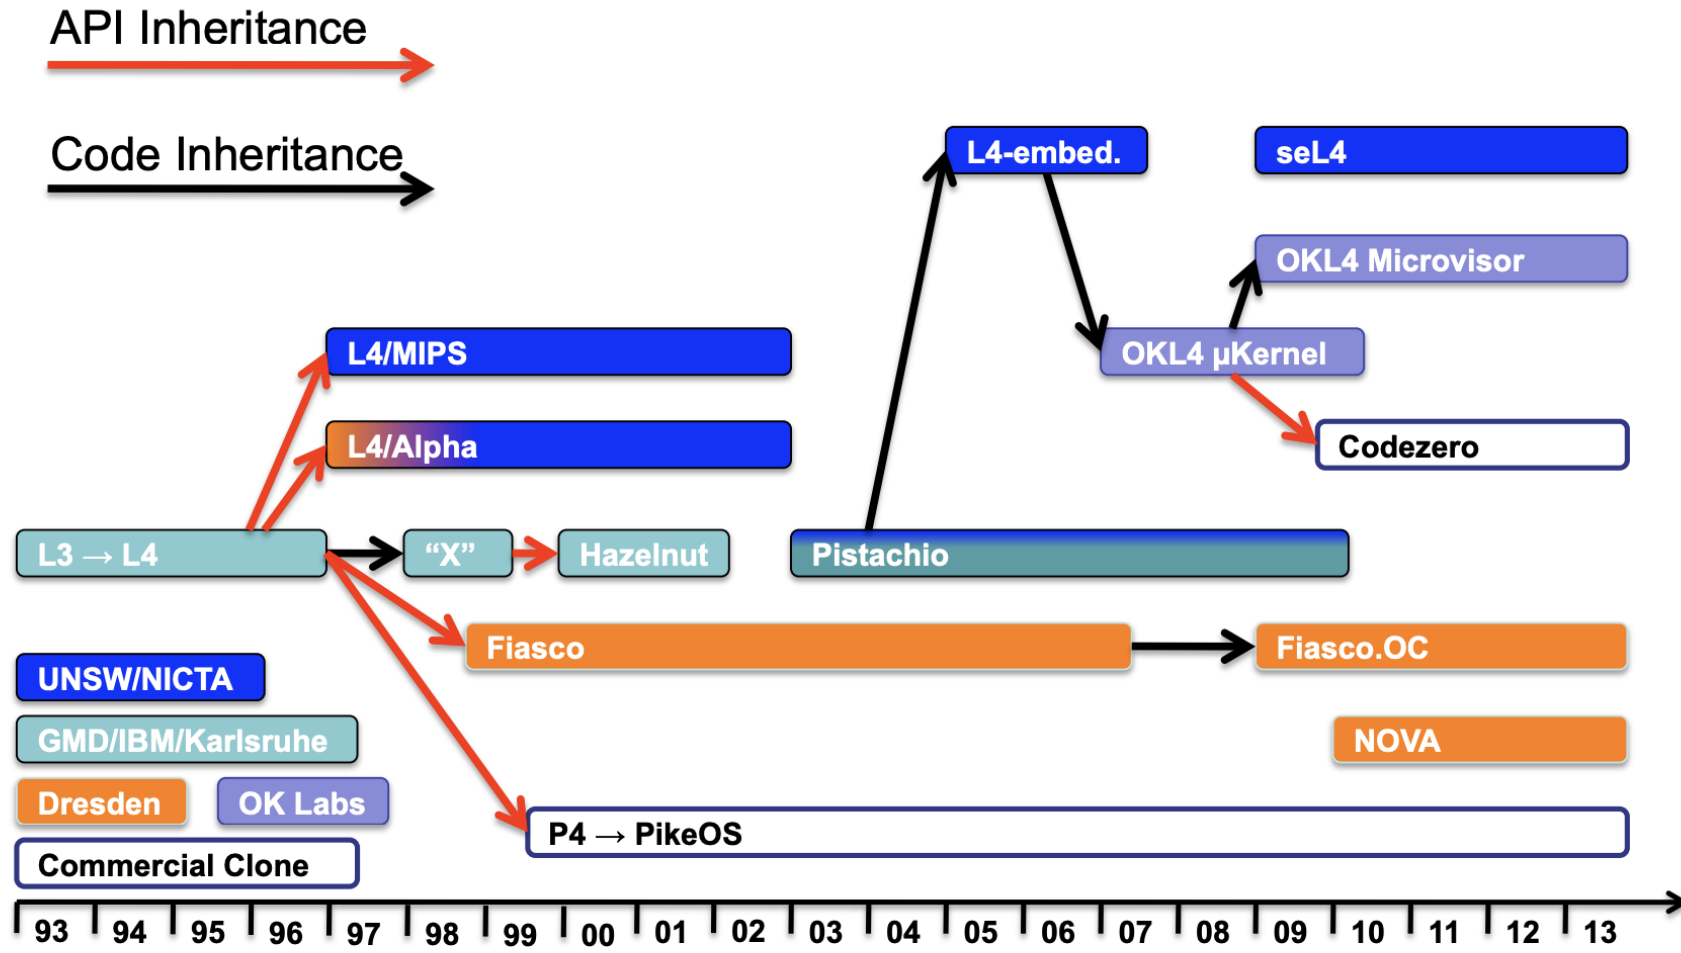 API Inheritance
Code Inheritance
L4-embed.
seL4
OKL4 Microvisor
L4/MIPS
OKL4 µKernel
L4/Alpha
Codezero
L3 → L4
“X”
Hazelnut
Pistachio
Fiasco
Fiasco.OC
UNSW/NICTA
GMD/IBM/Karlsruhe
NOVA
Dresden
OK Labs
P4 → PikeOS
Commercial Clone
93 94 95 96 97 98 99 00 01 02 03 04 05 06 07 08 09 10 11 12 13